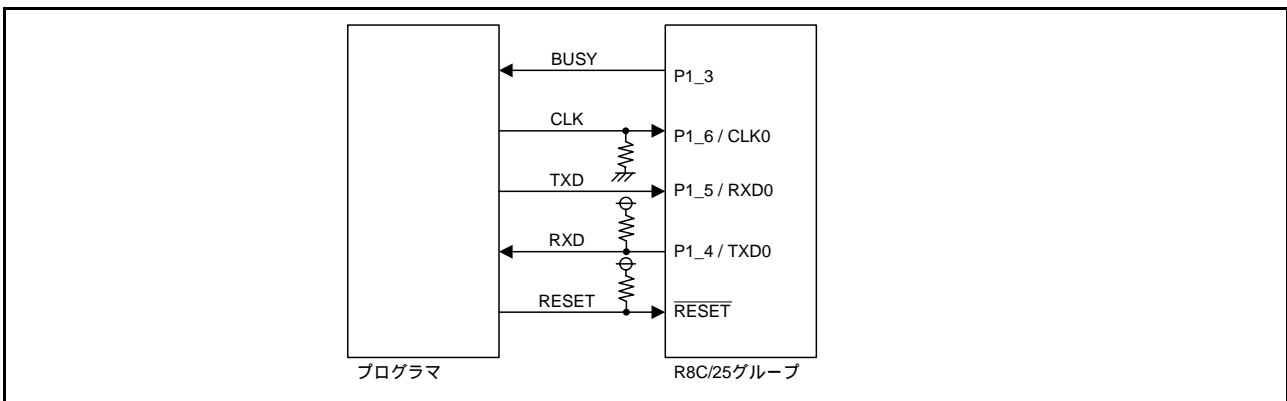 BUSY
P1_3
CLK
P1_6 / CLK0
TXD
P1_5 / RXD0
RXD
P1_4 / TXD0
RESET
RESET
プログラマ
R8C/25グループ